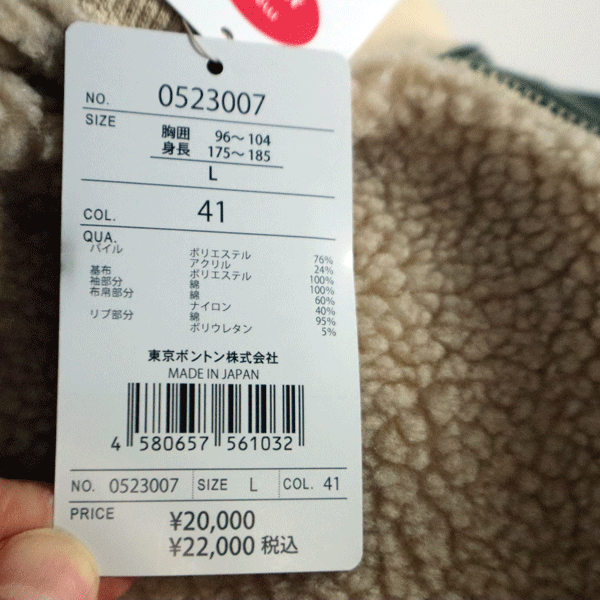 NO. 0523007
SIZE
胸囲 96～104
身長 175～185
L
COL. 41
QUA.
パイル ポリエステル 76%
アクリル 24%
基布 ポリエステル 100%
袖部分 綿 100%
布帛部分 綿 60%
ナイロン 40%
リブ部分 綿 95%
ポリウレタン 5%
東京ボントン株式会社
MADE IN JAPAN
4 580657 561032
NO. 0523007 SIZE L COL. 41
PRICE ¥20,000
¥22,000 税込